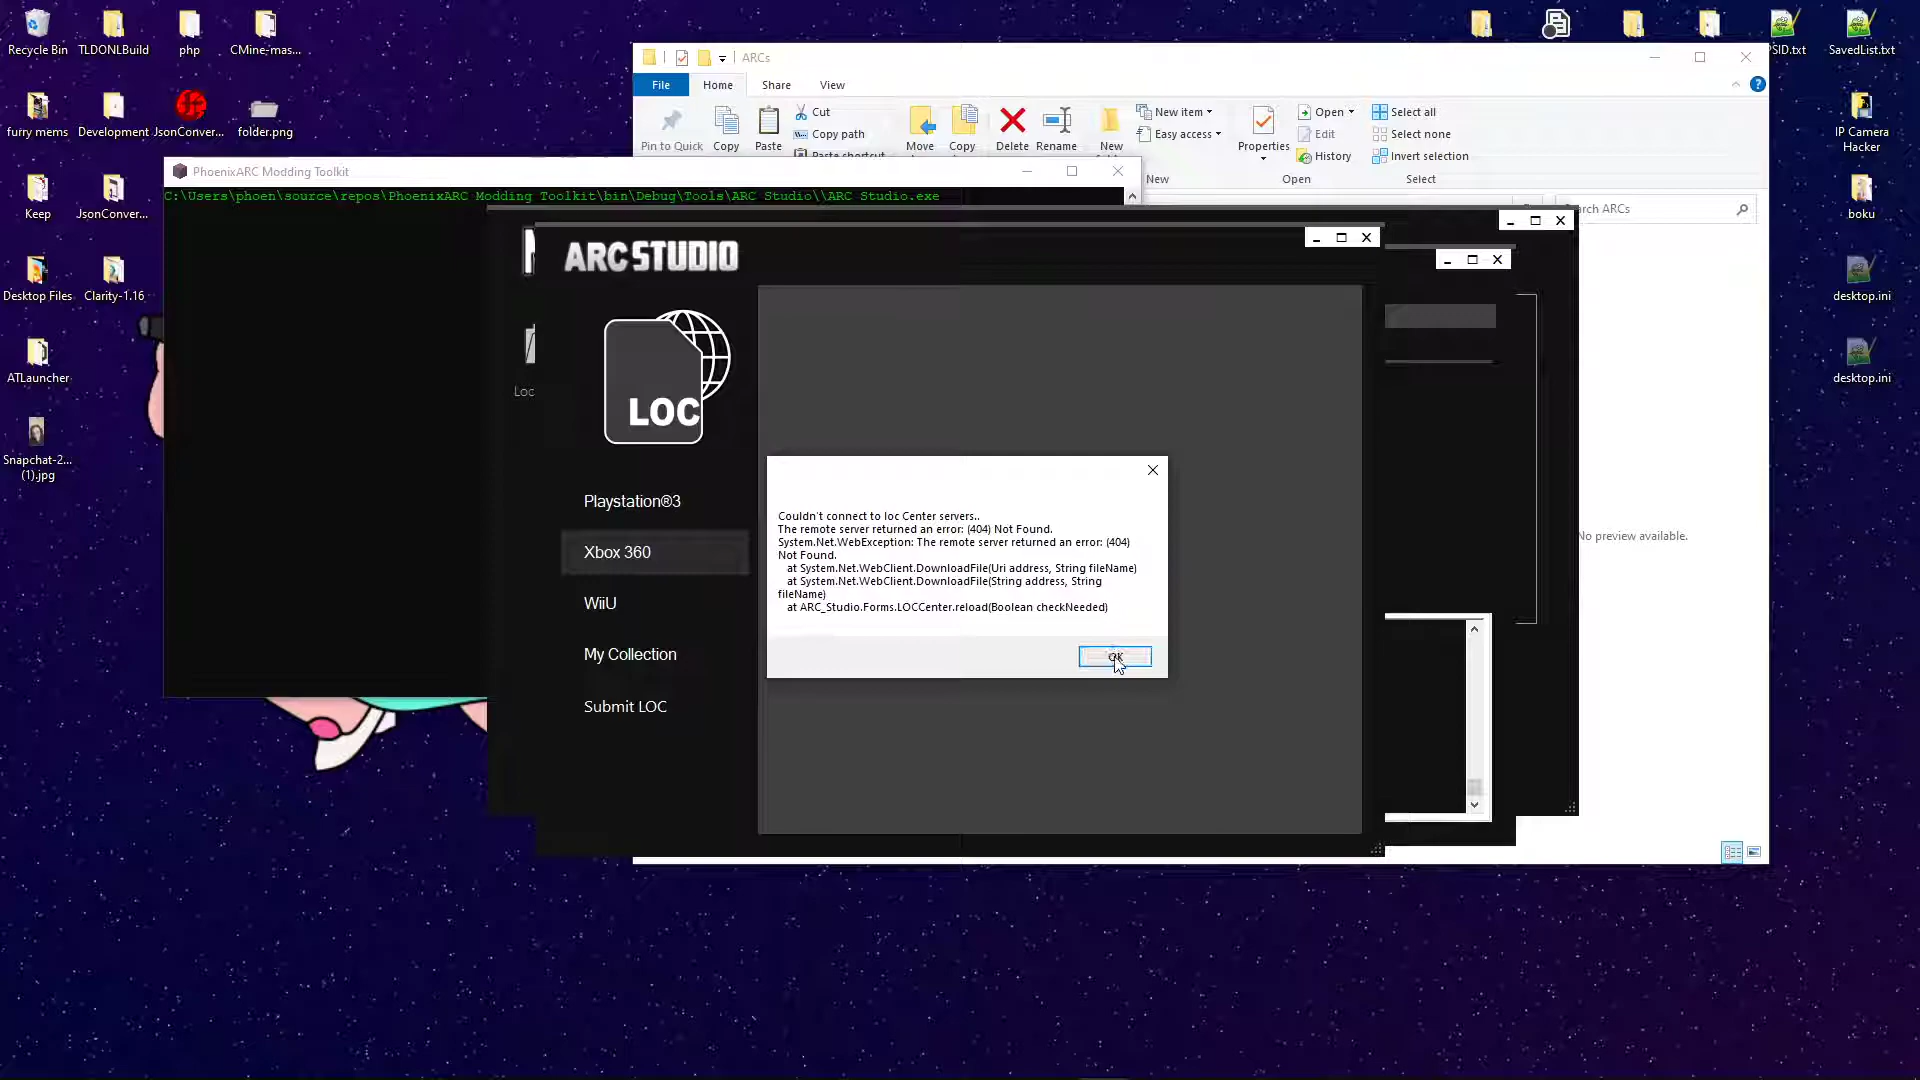 Recycle Bin
TLDONLBuild
php
CMine-mas...
furry mems
Development
JsonConver...
folder.png
Keep
JsonConver...
Desktop Files
Clarity-1.16
ATLauncher
Snapchat-2...
(1).jpg
SavedList.txt
IP Camera
Hacker
boku
desktop.ini
desktop.ini
ARCs
File
Home
Share
View
Pin to Quick
Copy
Paste
Cut
Copy path
Paste shortcut
Move
Copy
Delete
Rename
New
New item
Easy access
Properties
Open
Edit
History
Select all
Select none
Invert selection
New
Open
Select
arch ARCs
No preview available.
PhoenixARC Modding Toolkit
C:\Users\phoen\source\repos\PhoenixARC Modding Toolkit\bin\Debug\Tools\ARC Studio\\ARC Studio.exe
Loc
ARC STUDIO
LOC
Playstation®3
Xbox 360
WiiU
My Collection
Submit LOC
Couldn't connect to loc Center servers..
The remote server returned an error: (404) Not Found.
System.Net.WebException: The remote server returned an error: (404)
Not Found.
at System.Net.WebClient.DownloadFile(Uri address, String fileName)
at System.Net.WebClient.DownloadFile(String address, String
fileName)
at ARC_Studio.Forms.LOCCenter.reload(Boolean checkNeeded)
OK